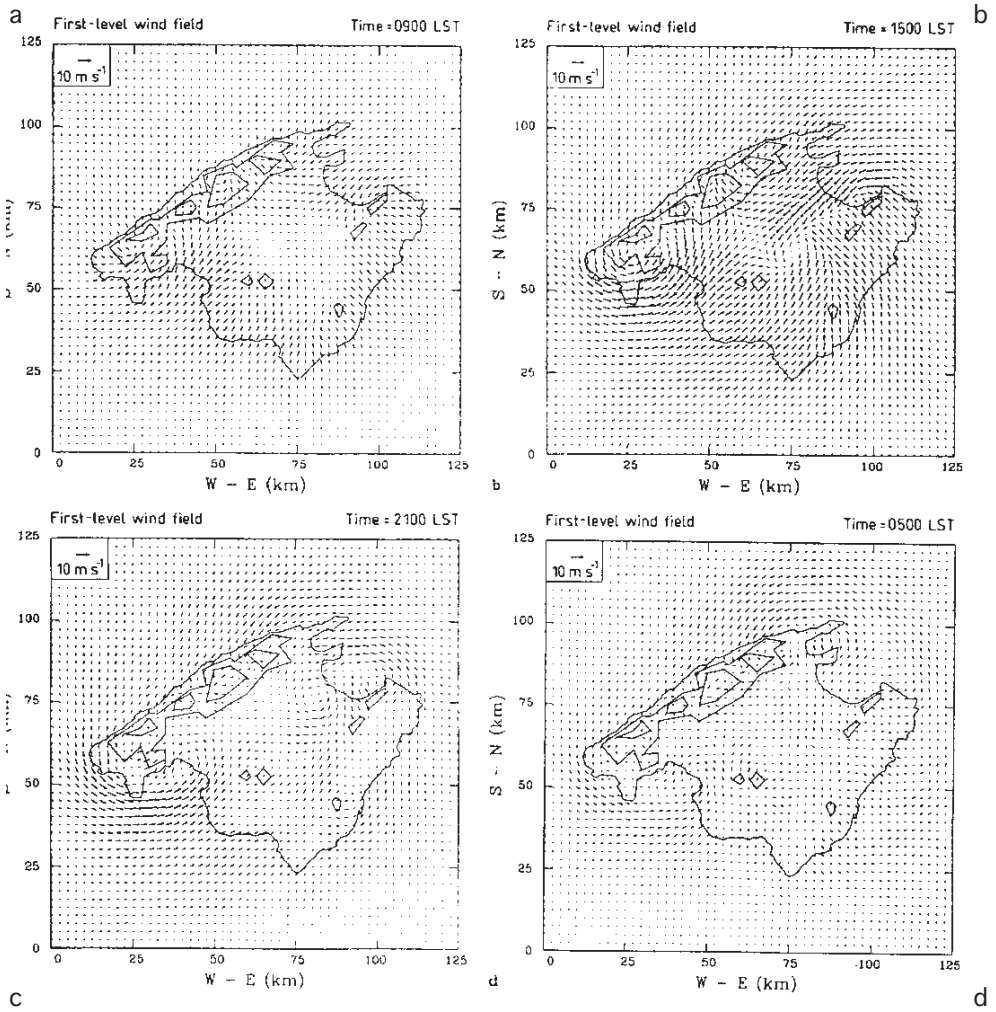 a
First-level wind field Time = 0900 LST
10 m s⁻¹
125
100
75
50
25
0
0 25 50 75 100 125
W - E (km)
b
First-level wind field Time = 1500 LST
10 m s⁻¹
125
100
75
50
25
0
S - N (km)
0 25 50 75 100 125
W - E (km)
b
First-level wind field Time = 2100 LST
10 m s⁻¹
125
100
75
50
25
0
0 25 50 75 100 125
W - E (km)
c
First-level wind field Time = 0500 LST
10 m s⁻¹
125
100
75
50
25
0
S - N (km)
0 25 50 75 100 125
W - E (km)
d
d